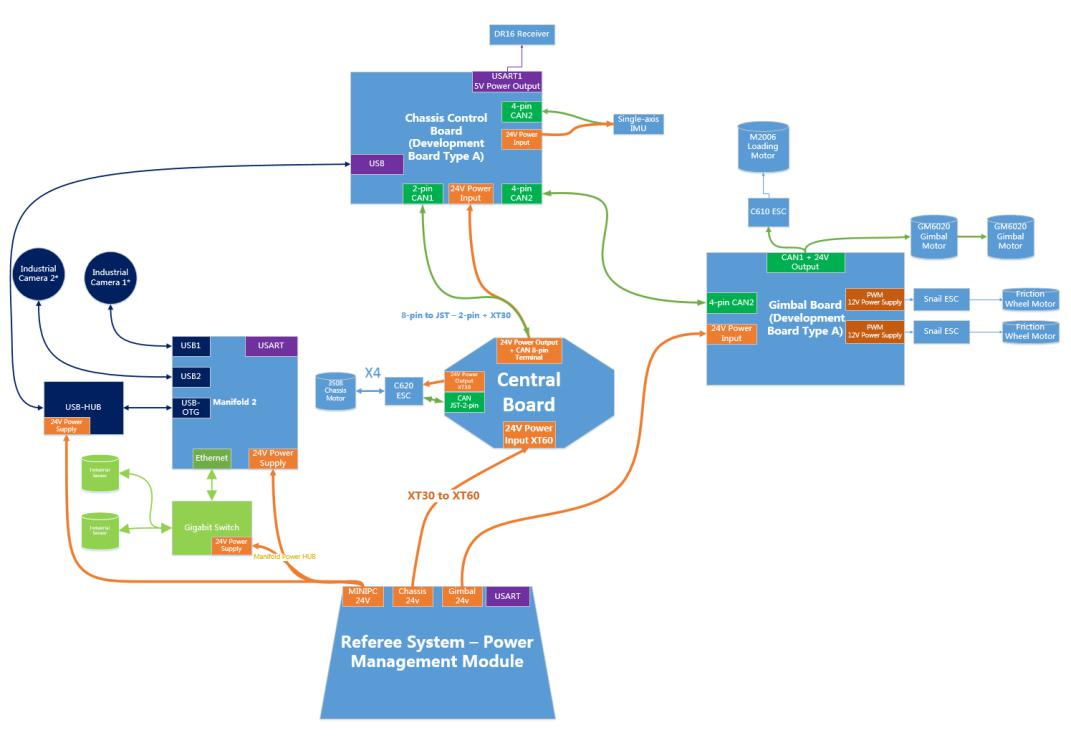 DR16 Receiver
USART1
5V Power Output
4-pin
CAN2
Chassis Control
Board
(Development
Board Type A)
24V Power
Input
Single-axis
IMU
USB
2-pin
CAN1
24V Power
Input
4-pin
CAN2
M2006
Loading
Motor
C610 ESC
GM6020
Gimbal
Motor
GM6020
Gimbal
Motor
CAN1 + 24V
Output
Gimbal Board
(Development
Board Type A)
4-pin CAN2
24V Power
Input
PWM
12V Power Supply
Snail ESC
Friction
Wheel Motor
PWM
12V Power Supply
Snail ESC
Friction
Wheel Motor
Industrial
Camera 2*
Industrial
Camera 1*
8-pin to JST – 2-pin + XT30
USB1
USART
USB2
USB-
OTG
Manifold 2
USB-HUB
24V Power
Supply
Ethernet
24V Power
Supply
24V Power Output
+ CAN 8-pin
Terminal
Central
Board
24V Power
Output
XT30
CAN
JST-2-pin
24V Power
Input XT60
X4
3508
Chassis
Motor
C620
ESC
Industrial
Sensor
Industrial
Sensor
Gigabit Switch
24V Power
Supply
Manifold Power HUB
XT30 to XT60
MINIPC
24V
Chassis
24v
Gimbal
24v
USART
Referee System – Power
Management Module